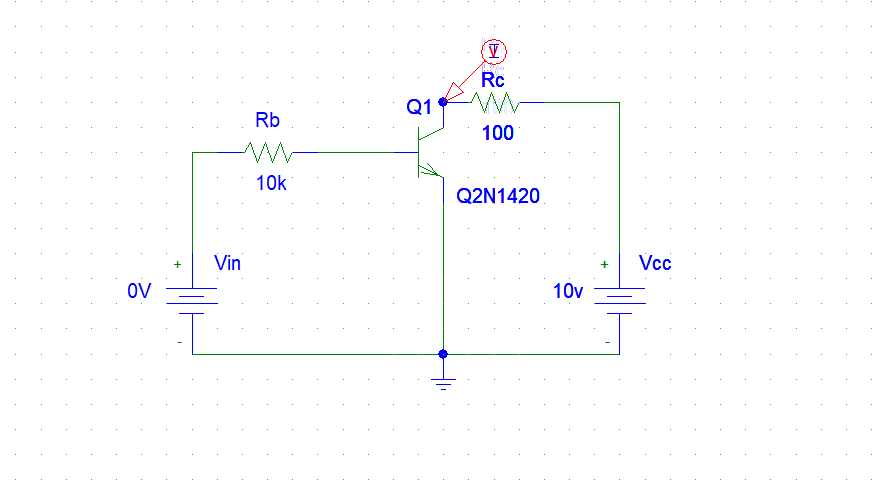 V
Rc
Q1
100
Rb
10k
Q2N1420
+
Vin
0V
-
+
Vcc
10v
-